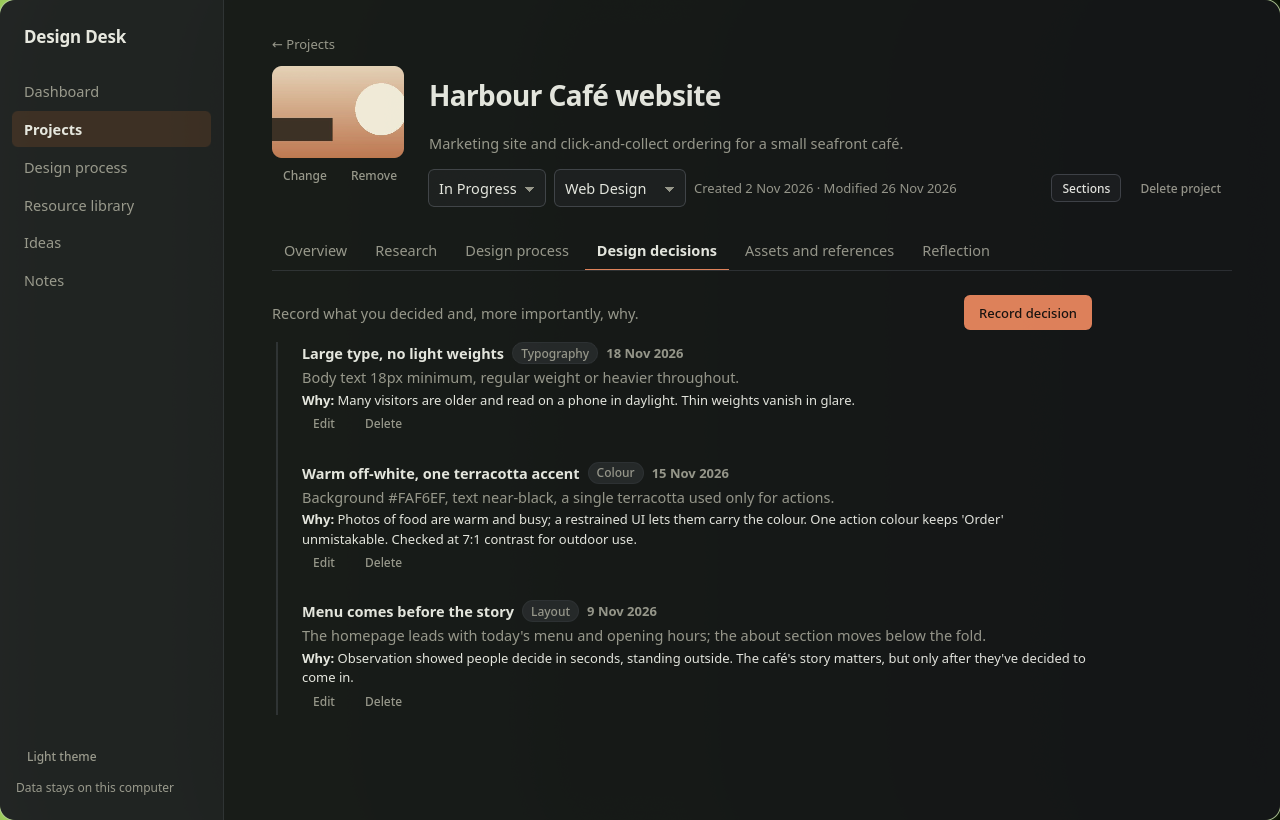 Design Desk
Dashboard
Projects
Design process
Resource library
Ideas
Notes
Light theme
Data stays on this computer
← Projects
Change Remove
Harbour Café website
Marketing site and click-and-collect ordering for a small seafront café.
In Progress Web Design Created 2 Nov 2026 · Modified 26 Nov 2026 Sections Delete project
Overview Research Design process Design decisions Assets and references Reflection
Record what you decided and, more importantly, why. Record decision
Large type, no light weights Typography 18 Nov 2026
Body text 18px minimum, regular weight or heavier throughout.
Why: Many visitors are older and read on a phone in daylight. Thin weights vanish in glare.
Edit Delete
Warm off-white, one terracotta accent Colour 15 Nov 2026
Background #FAF6EF, text near-black, a single terracotta used only for actions.
Why: Photos of food are warm and busy; a restrained UI lets them carry the colour. One action colour keeps 'Order'
unmistakable. Checked at 7:1 contrast for outdoor use.
Edit Delete
Menu comes before the story Layout 9 Nov 2026
The homepage leads with today's menu and opening hours; the about section moves below the fold.
Why: Observation showed people decide in seconds, standing outside. The café's story matters, but only after they've decided to
come in.
Edit Delete